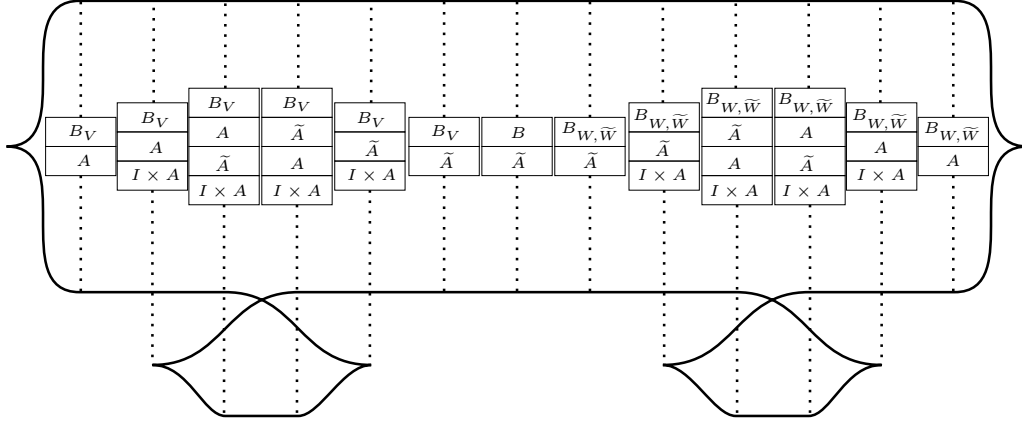 B_V
A
B_V
A
I × A
B_V
A
Ã
I × A
B_V
Ã
A
I × A
B_V
Ã
I × A
B_V
Ã
B
Ã
B_{W,W̃}
Ã
B_{W,W̃}
Ã
I × A
B_{W,W̃}
Ã
A
I × A
B_{W,W̃}
A
Ã
I × A
B_{W,W̃}
A
I × A
B_{W,W̃}
A